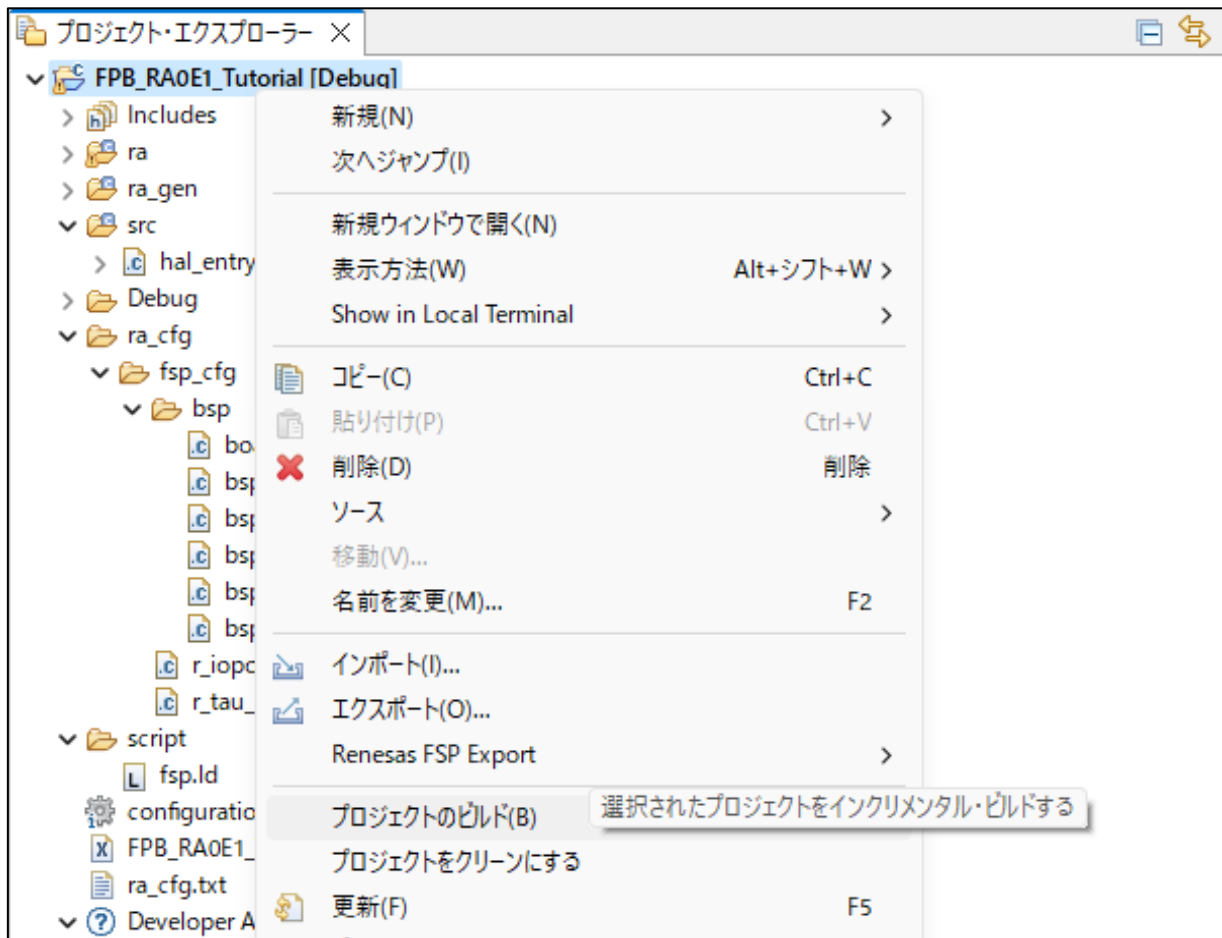 プロジェクト・エクスプローラー
FPB_RA0E1_Tutorial [Debug]
Includes
ra
ra_gen
src
hal_entry
Debug
ra_cfg
fsp_cfg
bsp
bsp
bsp
bsp
bsp
bsp
r_tau_
script
fsp.ld
FPB_RA0E1_
ra_cfg.txt
Developer A
新規(N)
次へジャンプ(I)
新規ウィンドウで開く(N)
表示方法(W) Alt+シフト+W
Show in Local Terminal
コピー(C) Ctrl+C
貼り付け(P) Ctrl+V
削除(D) 削除
ソース
移動(V)...
名前を変更(M)... F2
インポート(I)...
エクスポート(O)...
Renesas FSP Export
プロジェクトのビルド(B)
選択されたプロジェクトをインクリメンタル・ビルドする
プロジェクトをクリーンにする
更新(F) F5